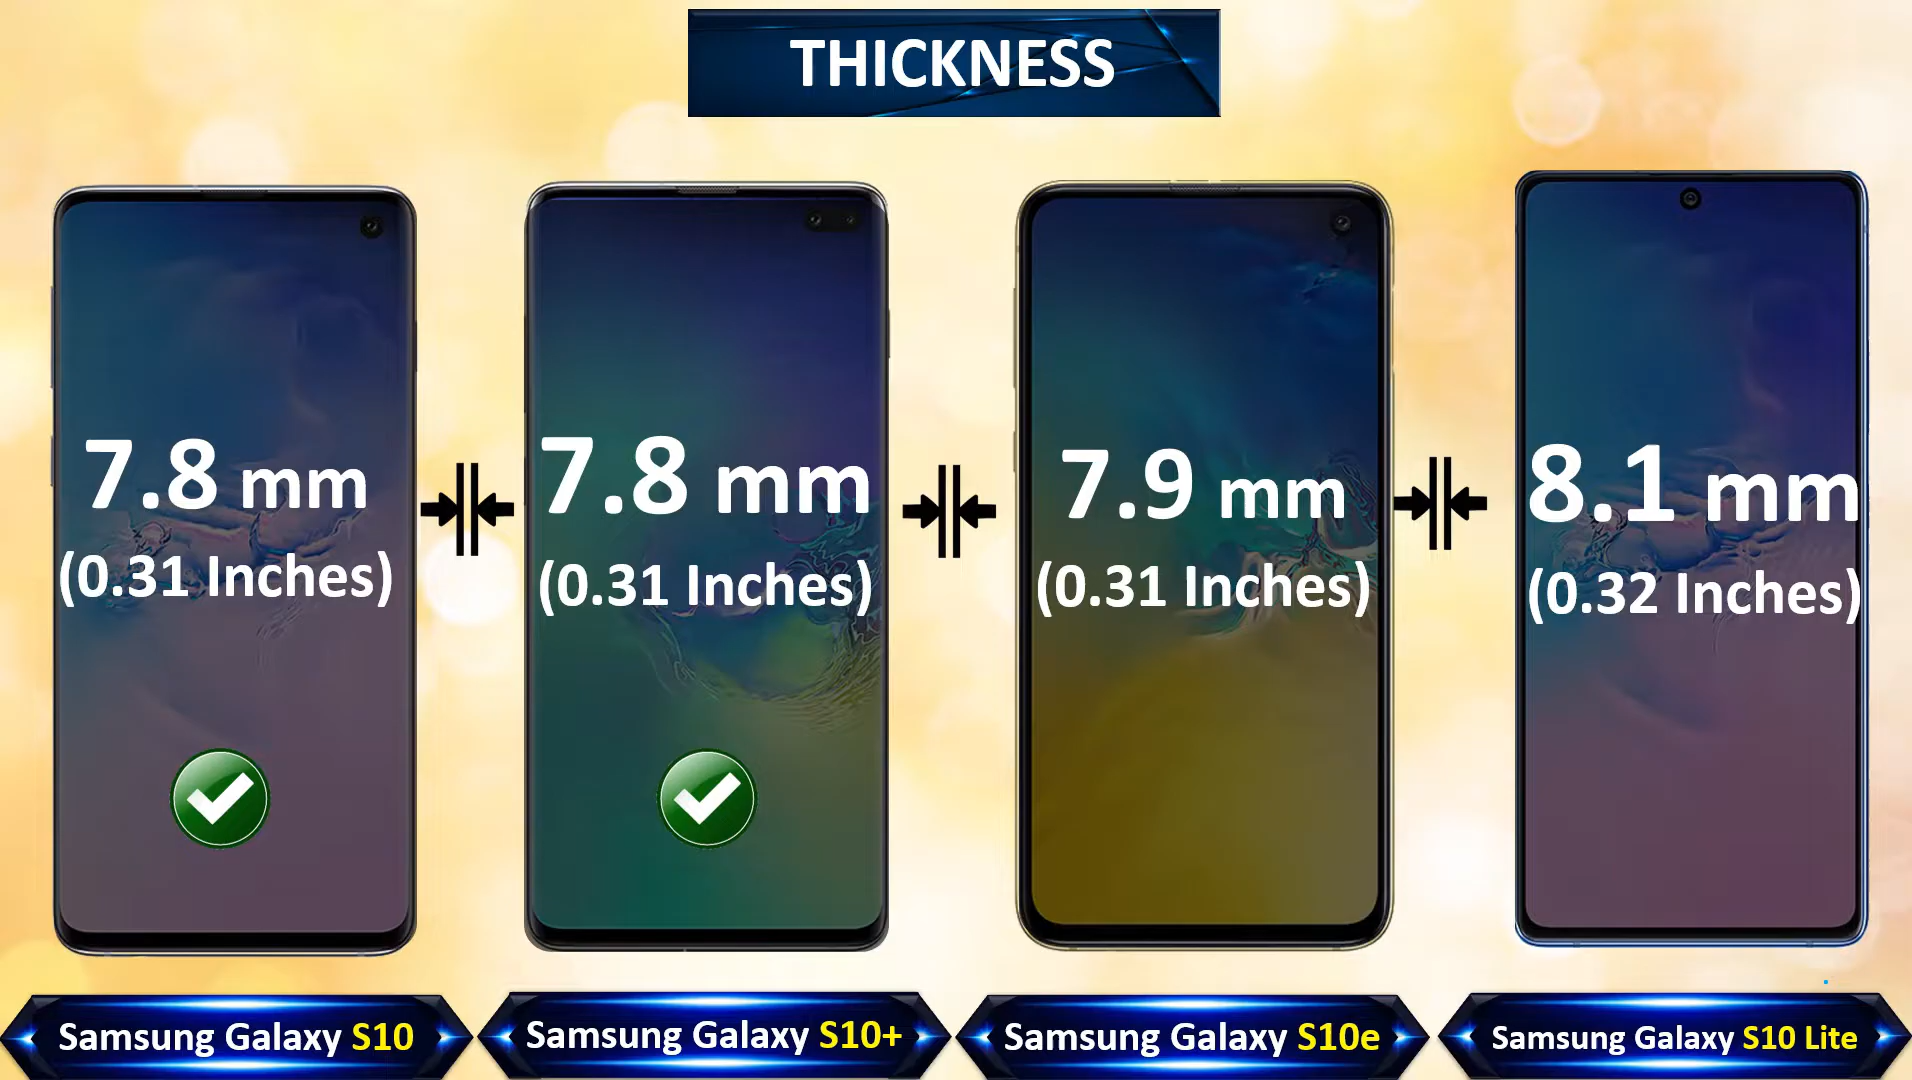 THICKNESS
7.8 mm
(0.31 Inches)
7.8 mm
(0.31 Inches)
7.9 mm
(0.31 Inches)
8.1 mm
(0.32 Inches)
Samsung Galaxy S10
Samsung Galaxy S10+
Samsung Galaxy S10e
Samsung Galaxy S10 Lite